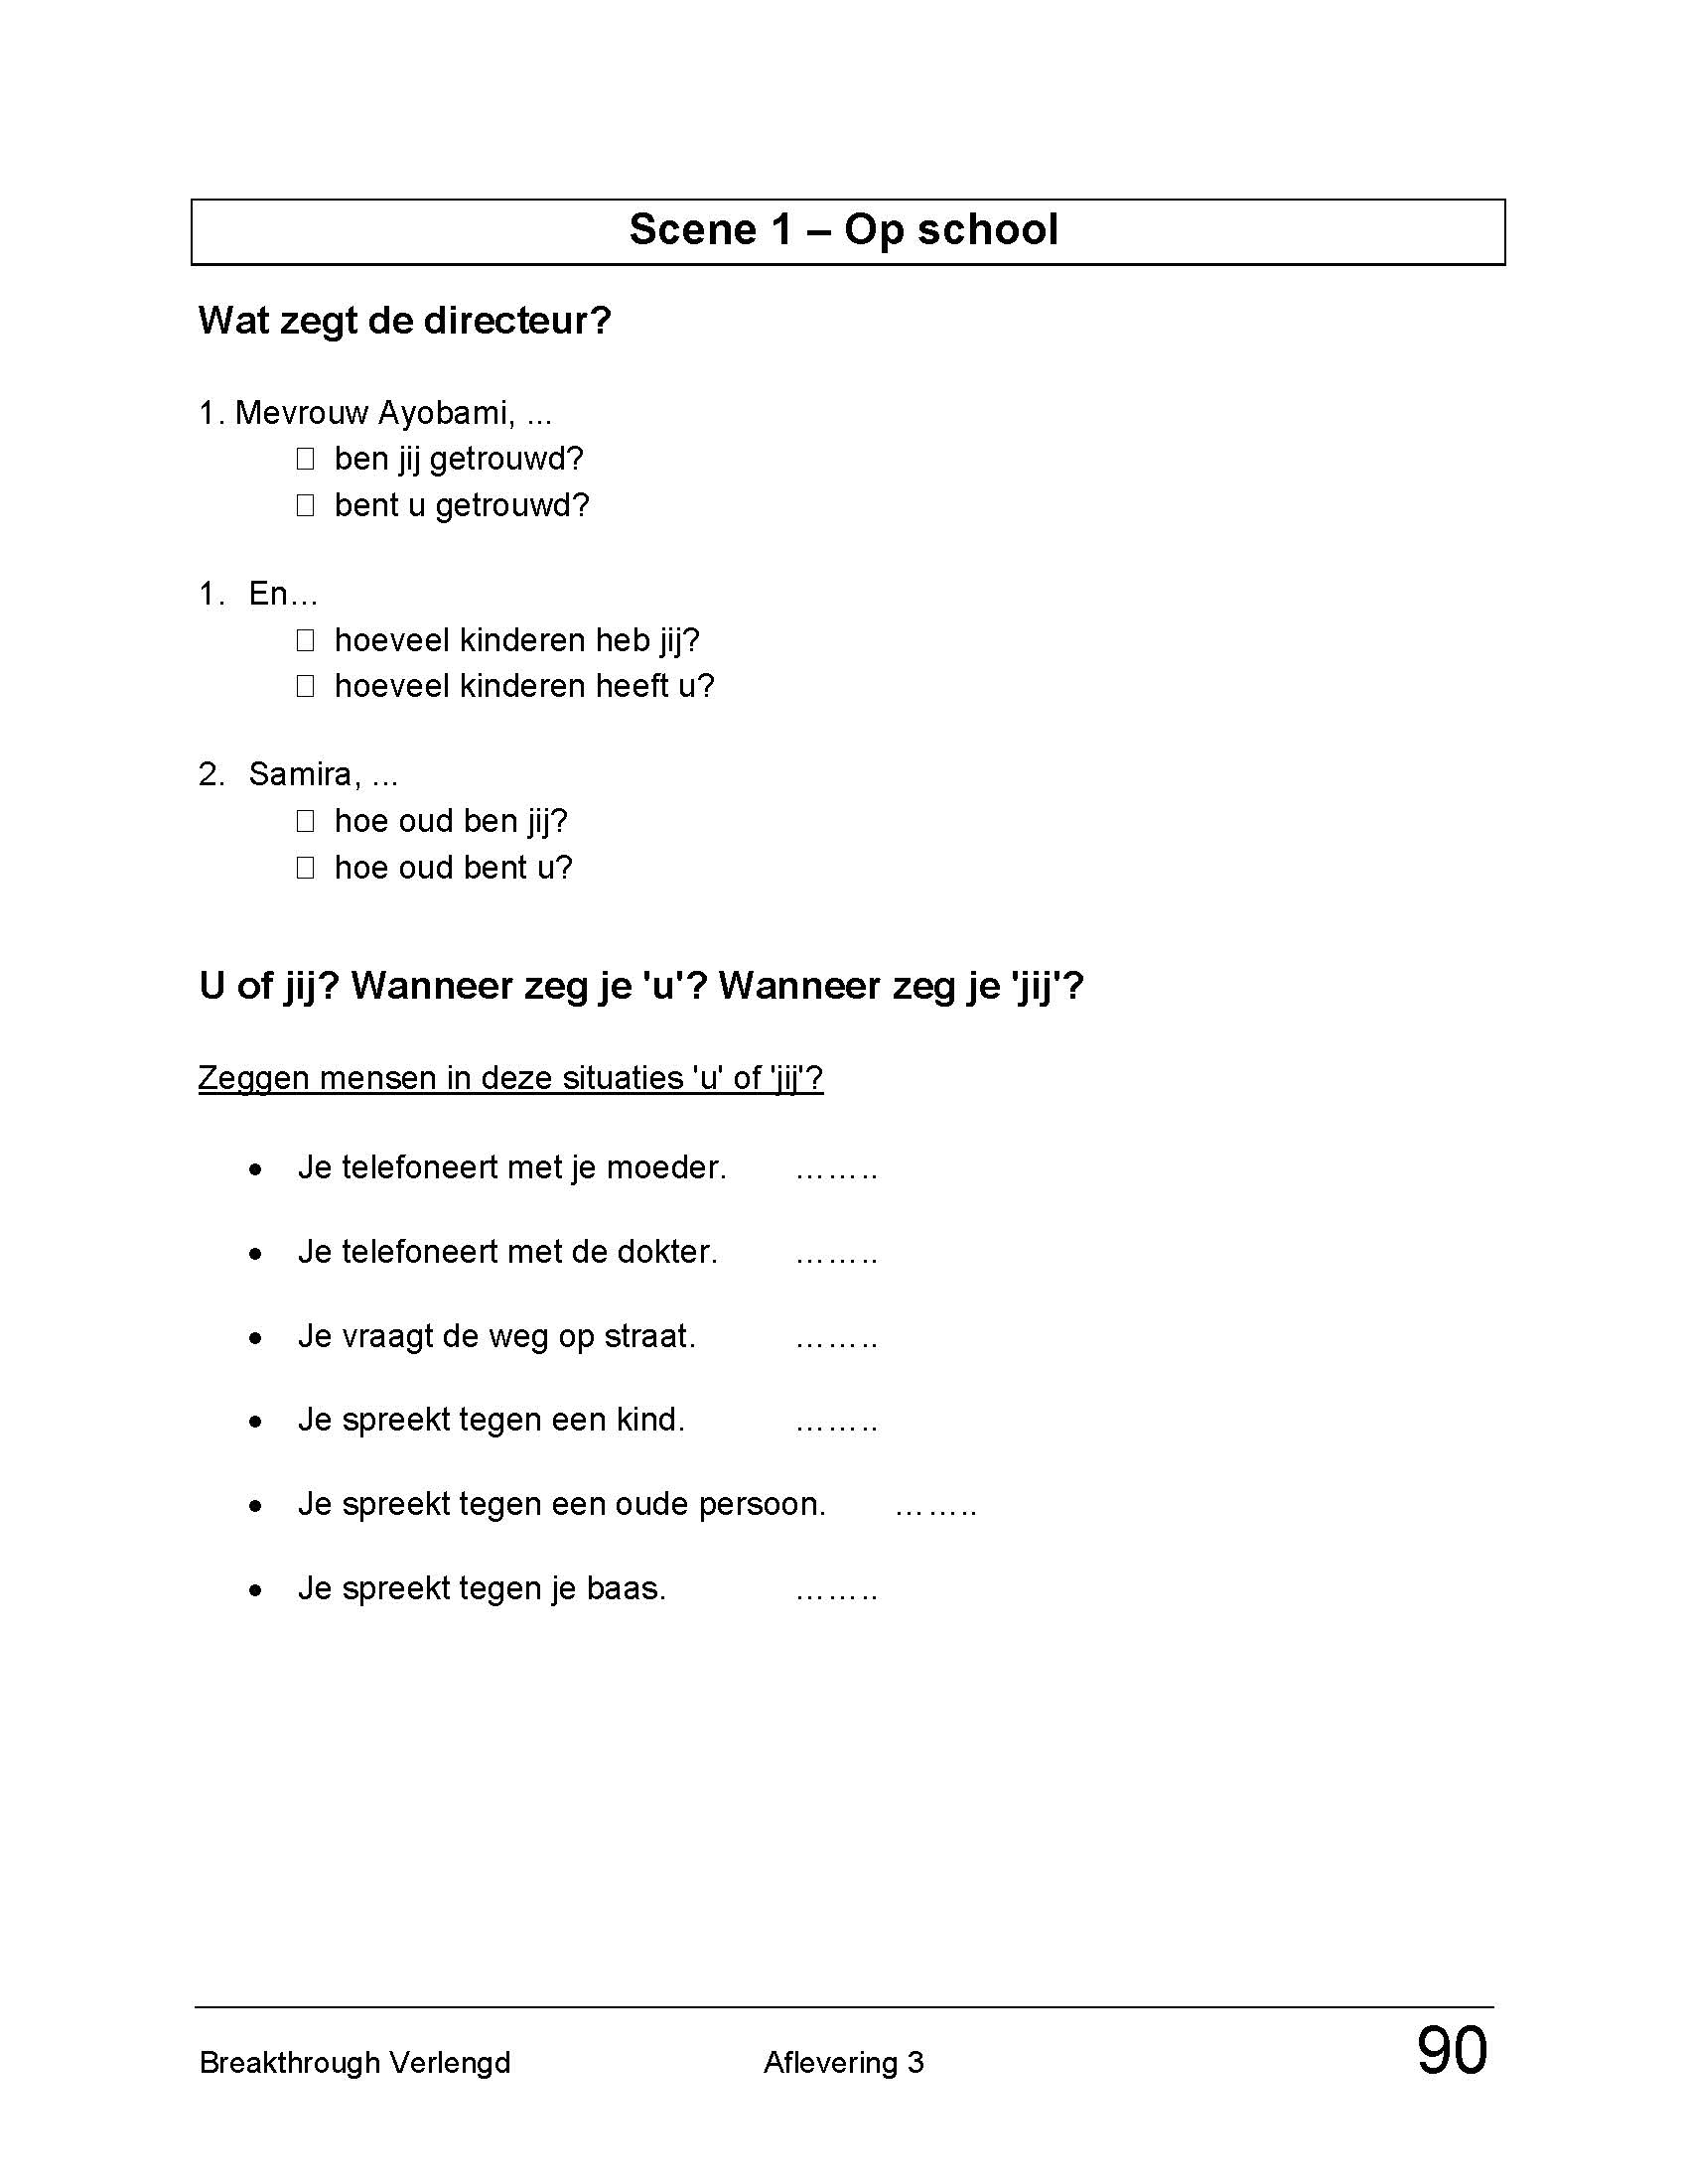 Scene 1 – Op school
Wat zegt de directeur?
1. Mevrouw Ayobami, ...
□ ben jij getrouwd?
□ bent u getrouwd?
1. En…
□ hoeveel kinderen heb jij?
□ hoeveel kinderen heeft u?
2. Samira, ...
□ hoe oud ben jij?
□ hoe oud bent u?
U of jij? Wanneer zeg je 'u'? Wanneer zeg je 'jij'?
Zeggen mensen in deze situaties 'u' of 'jij'?
• Je telefoneert met je moeder. ……..
• Je telefoneert met de dokter. ……..
• Je vraagt de weg op straat. ……..
• Je spreekt tegen een kind. ……..
• Je spreekt tegen een oude persoon. ……..
• Je spreekt tegen je baas. ……..
Breakthrough Verlengd Aflevering 3 90